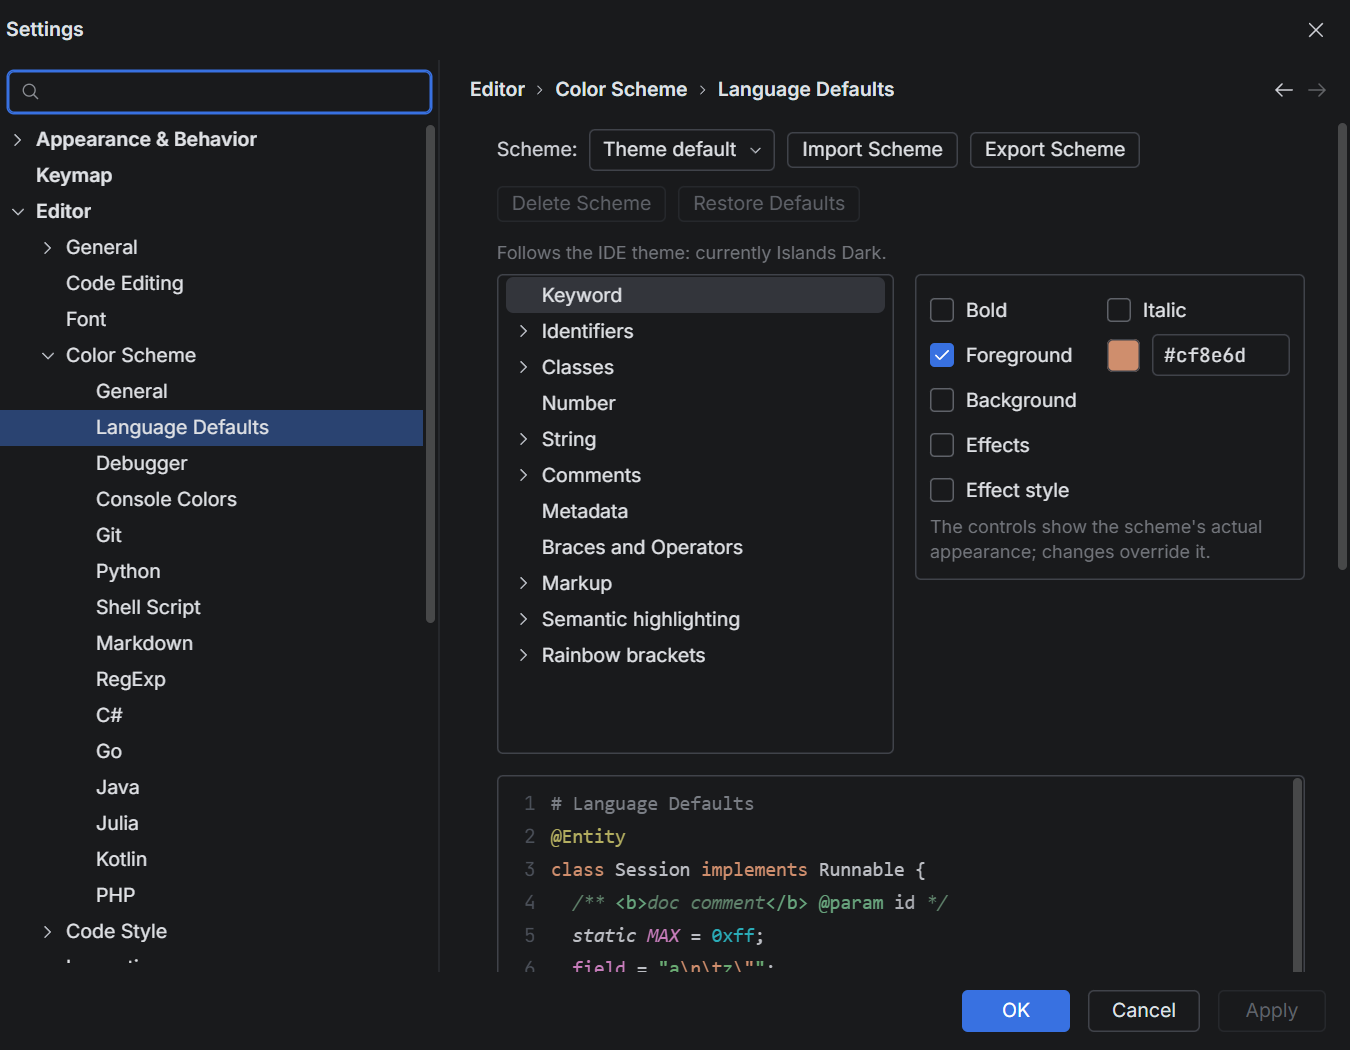 Settings
Appearance & Behavior
Keymap
Editor
General
Code Editing
Font
Color Scheme
General
Language Defaults
Debugger
Console Colors
Git
Python
Shell Script
Markdown
RegExp
C#
Go
Java
Julia
Kotlin
PHP
Code Style
Editor › Color Scheme › Language Defaults
Scheme: Theme default Import Scheme Export Scheme
Delete Scheme Restore Defaults
Follows the IDE theme: currently Islands Dark.
Keyword
Identifiers
Classes
Number
String
Comments
Metadata
Braces and Operators
Markup
Semantic highlighting
Rainbow brackets
Bold Italic
Foreground #cf8e6d
Background
Effects
Effect style
The controls show the scheme's actual
appearance; changes override it.
1 # Language Defaults
2 @Entity
3 class Session implements Runnable {
4 /** <b>doc comment</b> @param id */
5 static MAX = 0xff;
6 field = "a\n\tz\"";
OK Cancel Apply